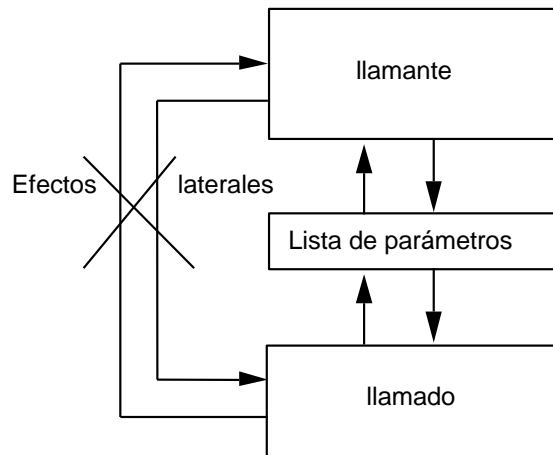 llamante
Efectos laterales
Lista de parámetros
llamado